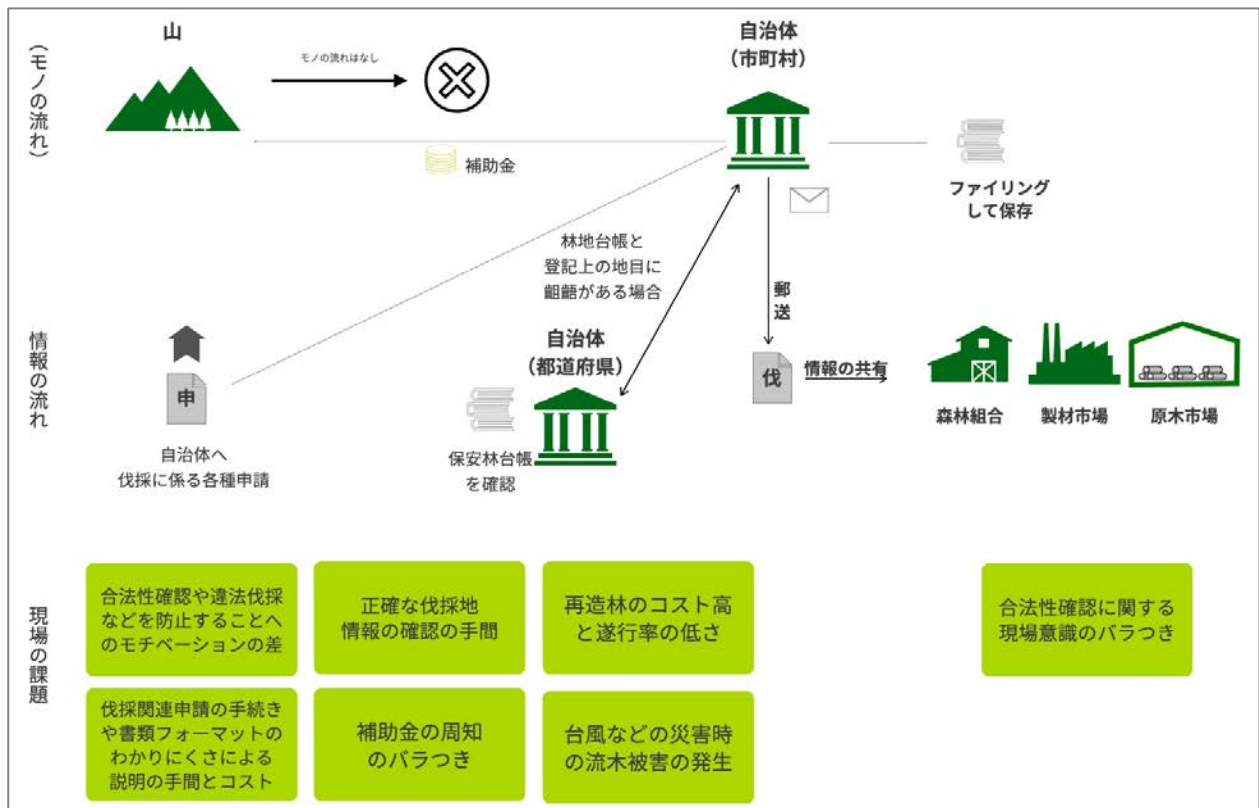 (モノの流れ)
山
モノの流れはなし
自治体
(市町村)
補助金
ファイリング
して保存
情報の流れ
林地台帳と
登記上の地目に
齟齬がある場合
郵送
申
自治体へ
伐採に係る各種申請
自治体
(都道府県)
保安林台帳
を確認
伐
情報の共有
森林組合
製材市場
原木市場
現場の課題
合法性確認や違法伐採
などを防止することへ
のモチベーションの差
正確な伐採地
情報の確認の手間
再造林のコスト高
と遂行率の低さ
合法性確認に関する
現場意識のバラつき
伐採関連申請の手続き
や書類フォーマットの
わかりにくさによる
説明の手間とコスト
補助金の周知
のバラつき
台風などの災害時
の流木被害の発生